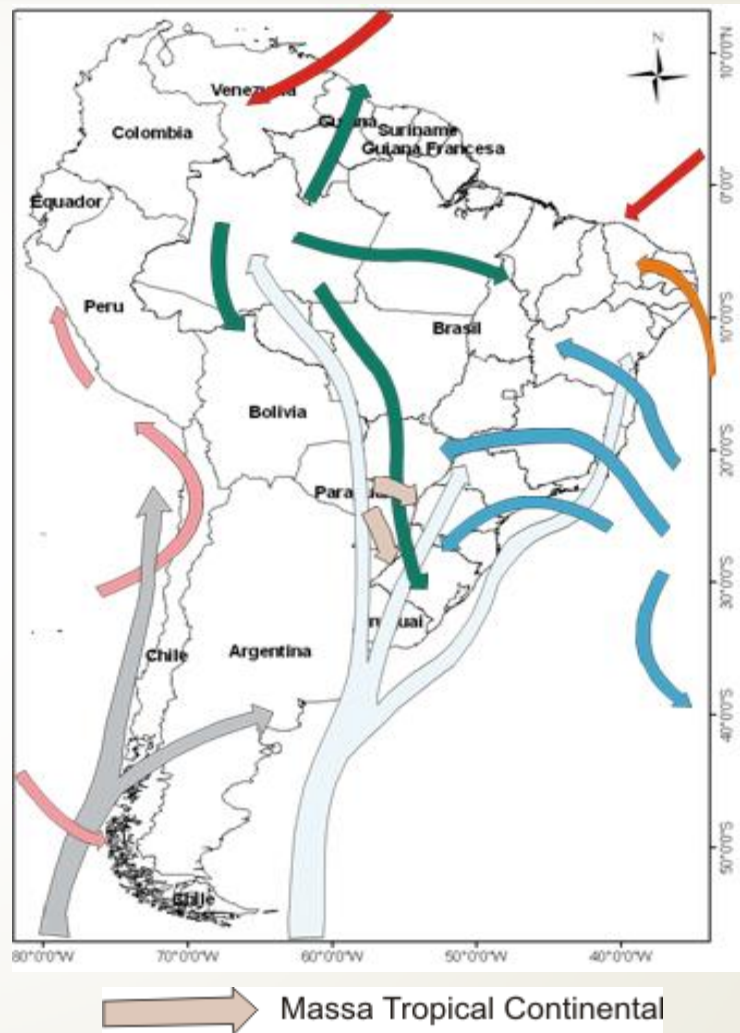 N
Venezuela
Colombia
Guiana
Suriname
Guiana Francesa
Equador
Peru
Brasil
Bolivia
Chile
Argentina
Chile
10°0'0"N
0°0'0"
10°0'0"S
20°0'0"S
30°0'0"S
40°0'0"S
50°0'0"S
80°0'0"W
70°0'0"W
60°0'0"W
50°0'0"W
40°0'0"W
Massa Tropical Continental